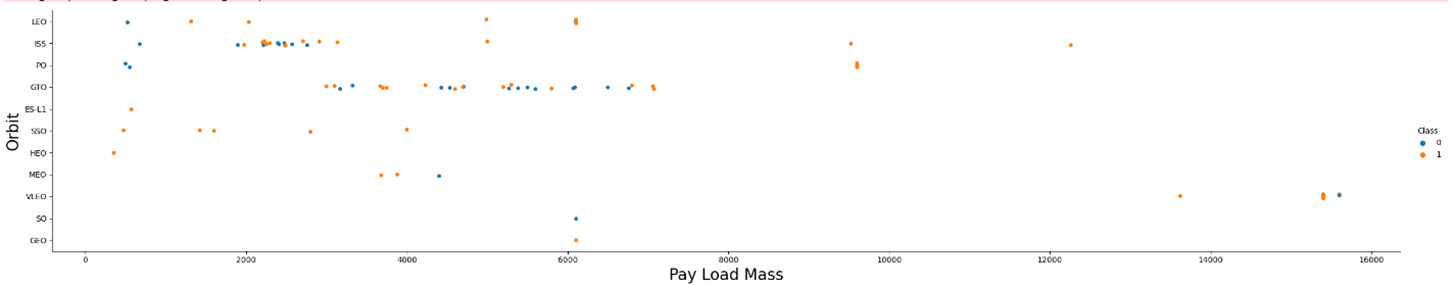 LEO
ISS
PO
GTO
ES-L1
SSO
HEO
MEO
VLEO
SO
GEO
Orbit
0 2000 4000 6000 8000 10000 12000 14000 16000
Pay Load Mass
Class
0
1